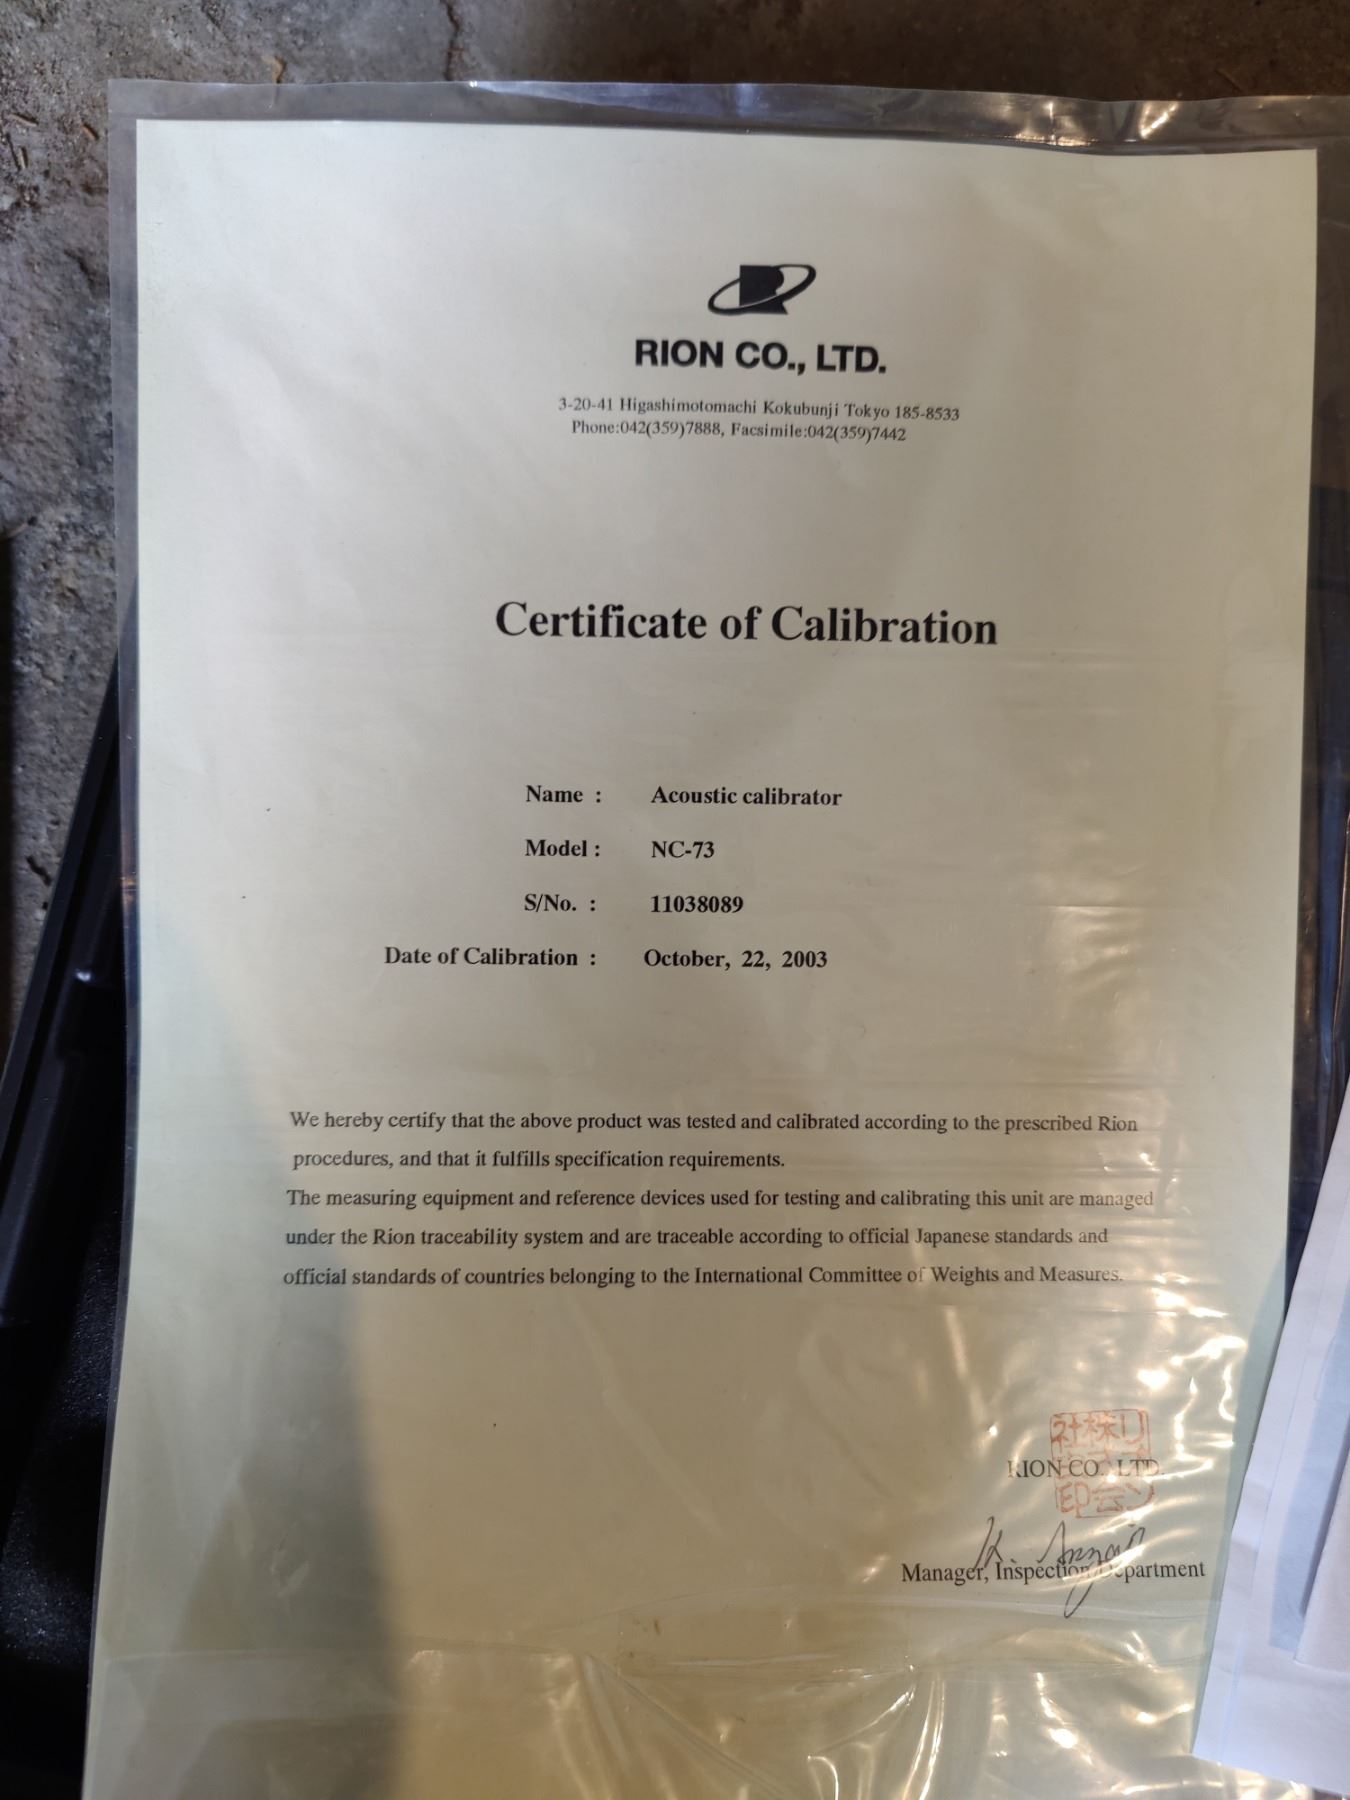 RION CO., LTD.
3-20-41 Higashimotomachi Kokubunji Tokyo 185-8533
Phone:042(359)7888, Facsimile:042(359)7442
Certificate of Calibration
Name : Acoustic calibrator
Model : NC-73
S/No. : 11038089
Date of Calibration : October, 22, 2003
We hereby certify that the above product was tested and calibrated according to the prescribed Rion
procedures, and that it fulfills specification requirements.
The measuring equipment and reference devices used for testing and calibrating this unit are managed
under the Rion traceability system and are traceable according to official Japanese standards and
official standards of countries belonging to the International Committee of Weights and Measures.
RION CO. LTD.
Manager, Inspection Department